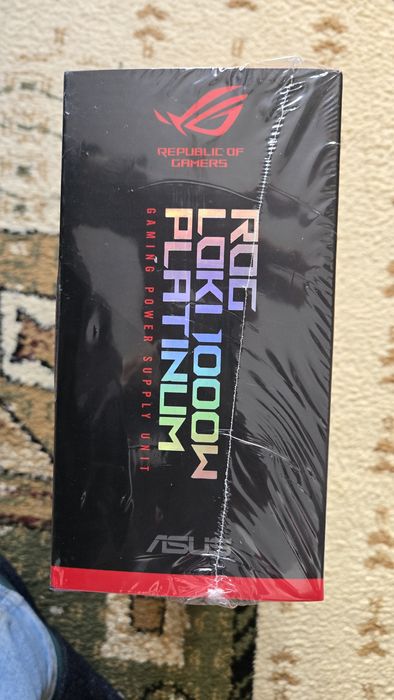 REPUBLIC OF
GAMERS
ROG
LOKI 1000W
PLATINUM
GAMING POWER SUPPLY UNIT
ASUS